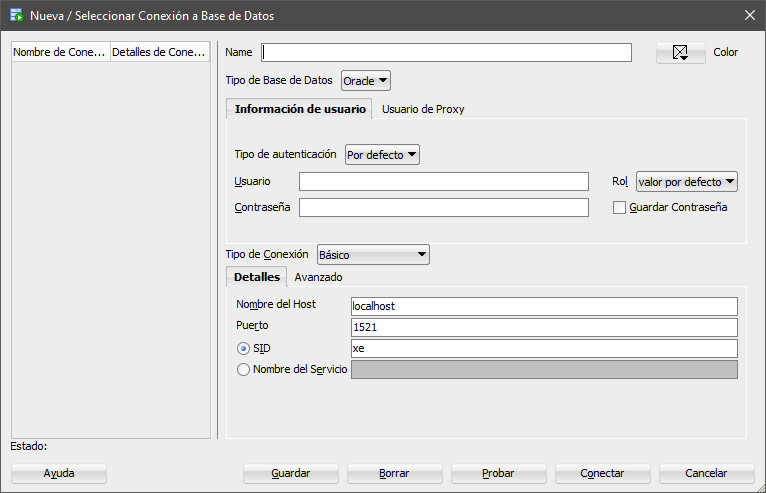 Nueva / Seleccionar Conexión a Base de Datos
Nombre de Cone... Detalles de Cone...
Name Color
Tipo de Base de Datos Oracle
Información de usuario Usuario de Proxy
Tipo de autenticación Por defecto
Usuario Rol valor por defecto
Contraseña Guardar Contraseña
Tipo de Conexión Básico
Detalles Avanzado
Nombre del Host localhost
Puerto 1521
SID xe
Nombre del Servicio
Estado:
Ayuda Guardar Borrar Probar Conectar Cancelar